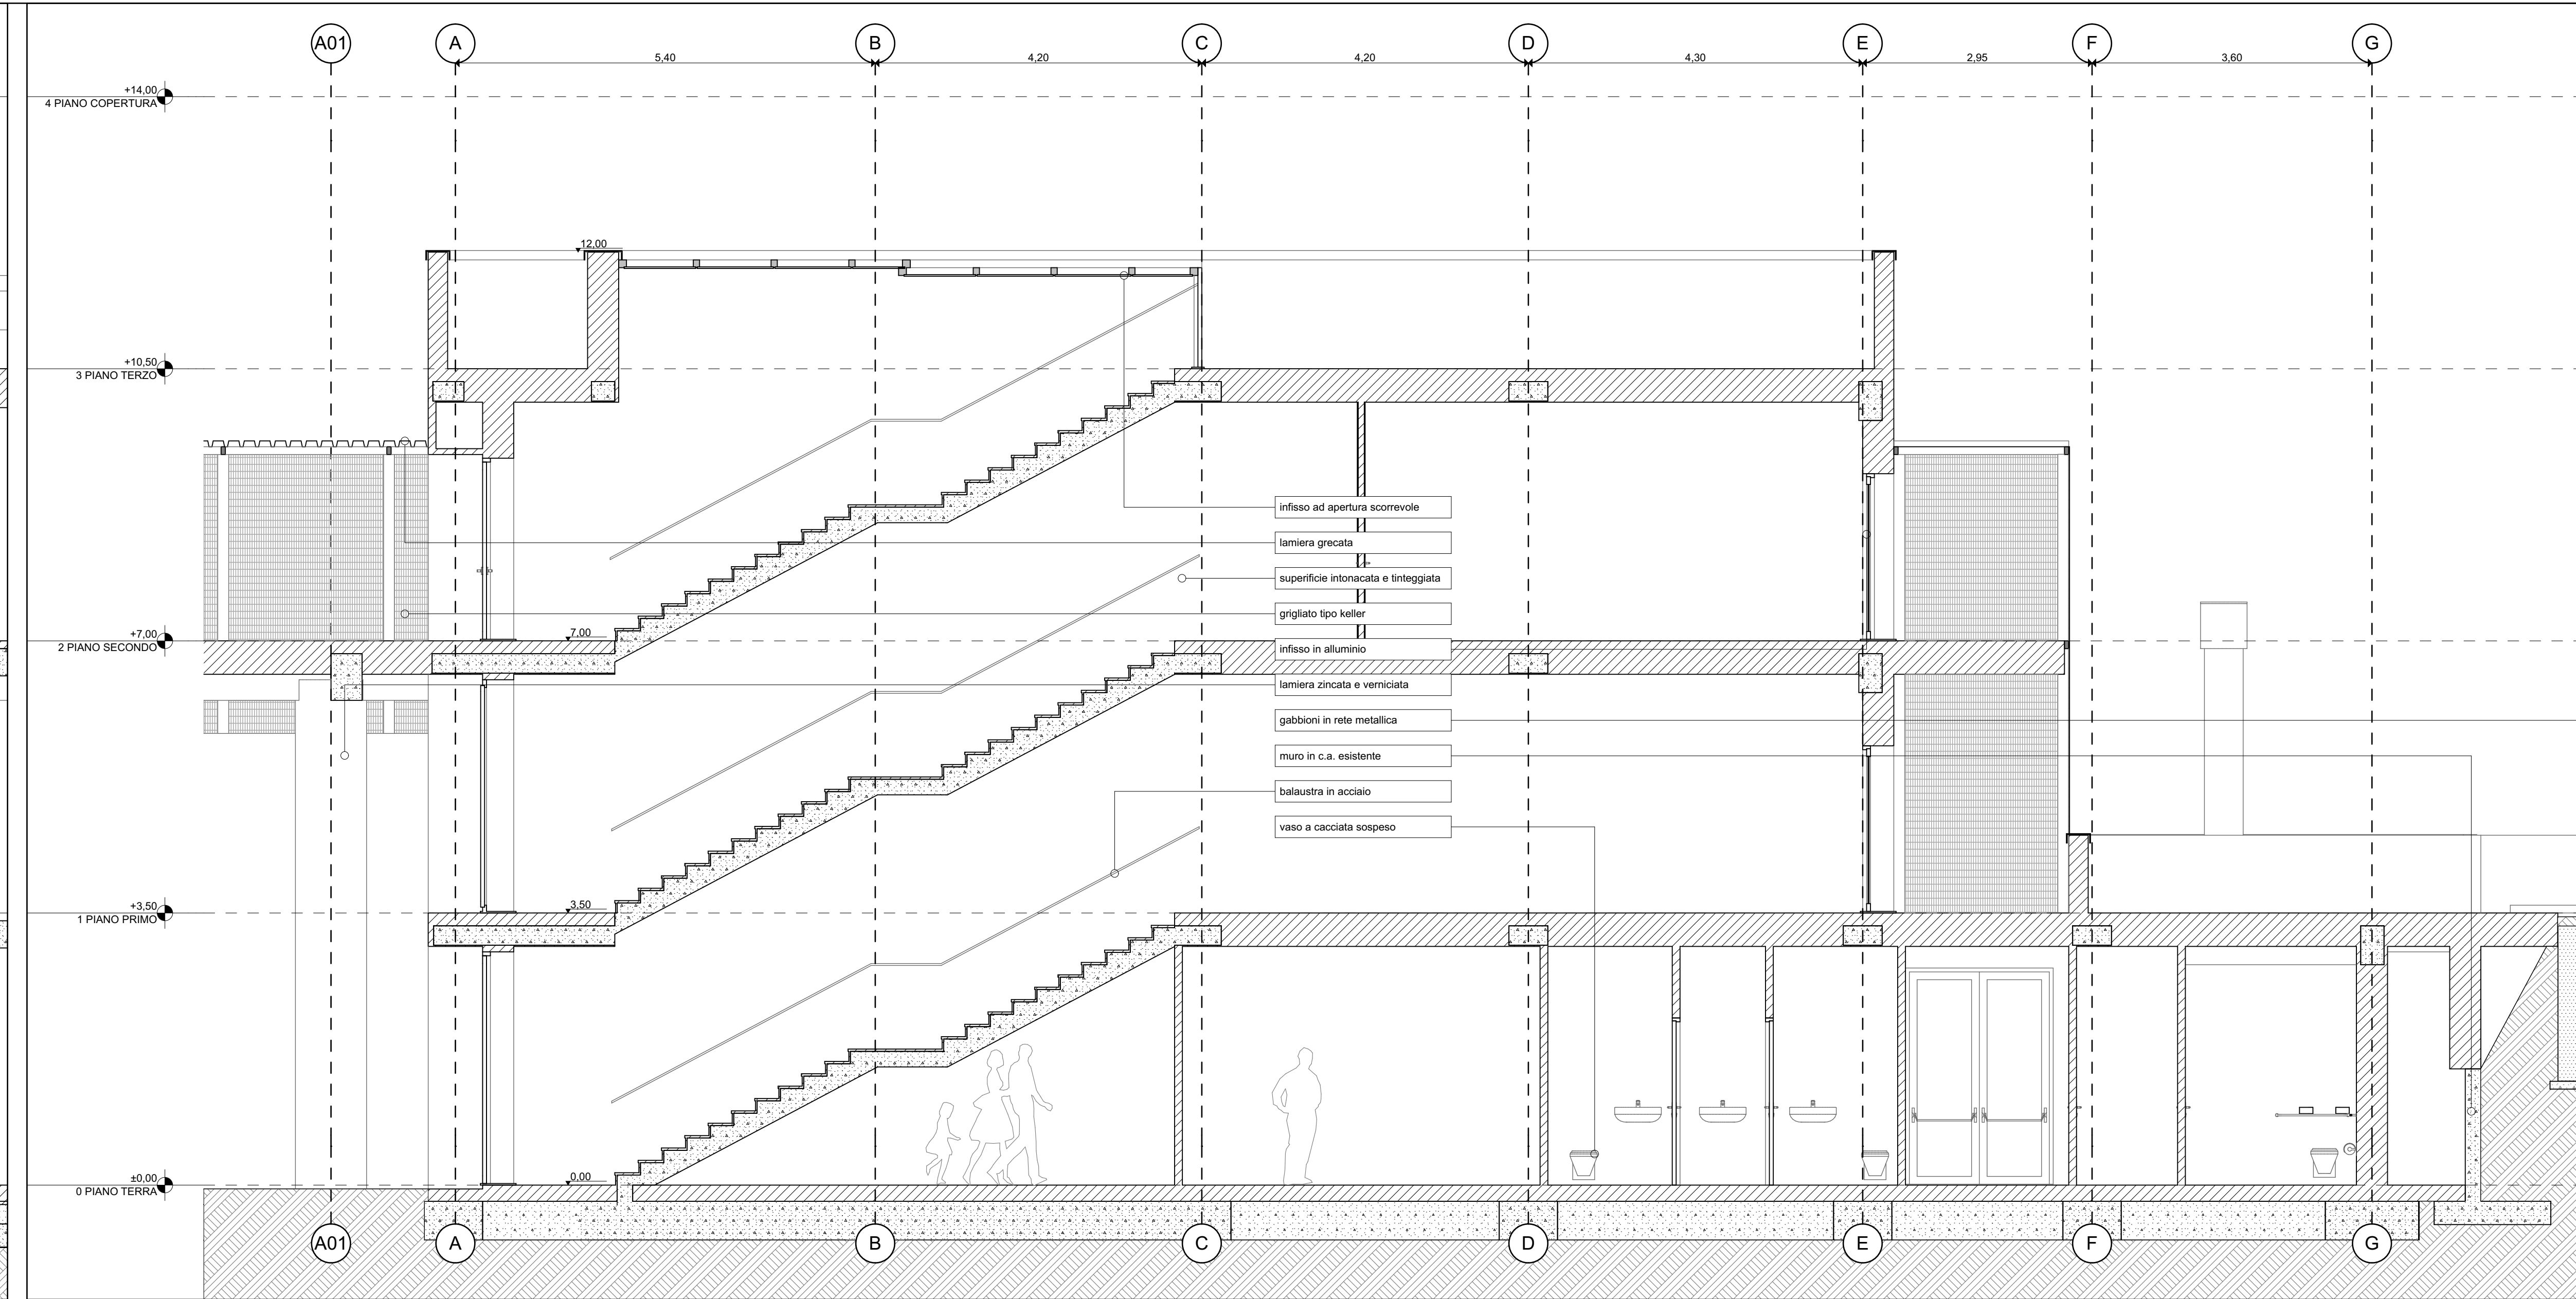 A01 A B C D E F G
5,40 4,20 4,20 4,30 2,95 3,60
+14,00
4 PIANO COPERTURA
12,00
+10,50
3 PIANO TERZO
infisso ad apertura scorrevole
lamiera grecata
superificie intonacata e tinteggiata
grigliato tipo keller
+7,00
2 PIANO SECONDO
7,00
infisso in alluminio
lamiera zincata e verniciata
gabbioni in rete metallica
muro in c.a. esistente
balaustra in acciaio
vaso a cacciata sospeso
+3,50
1 PIANO PRIMO
3,50
±0,00
0 PIANO TERRA
0,00
A01 A B C D E F G